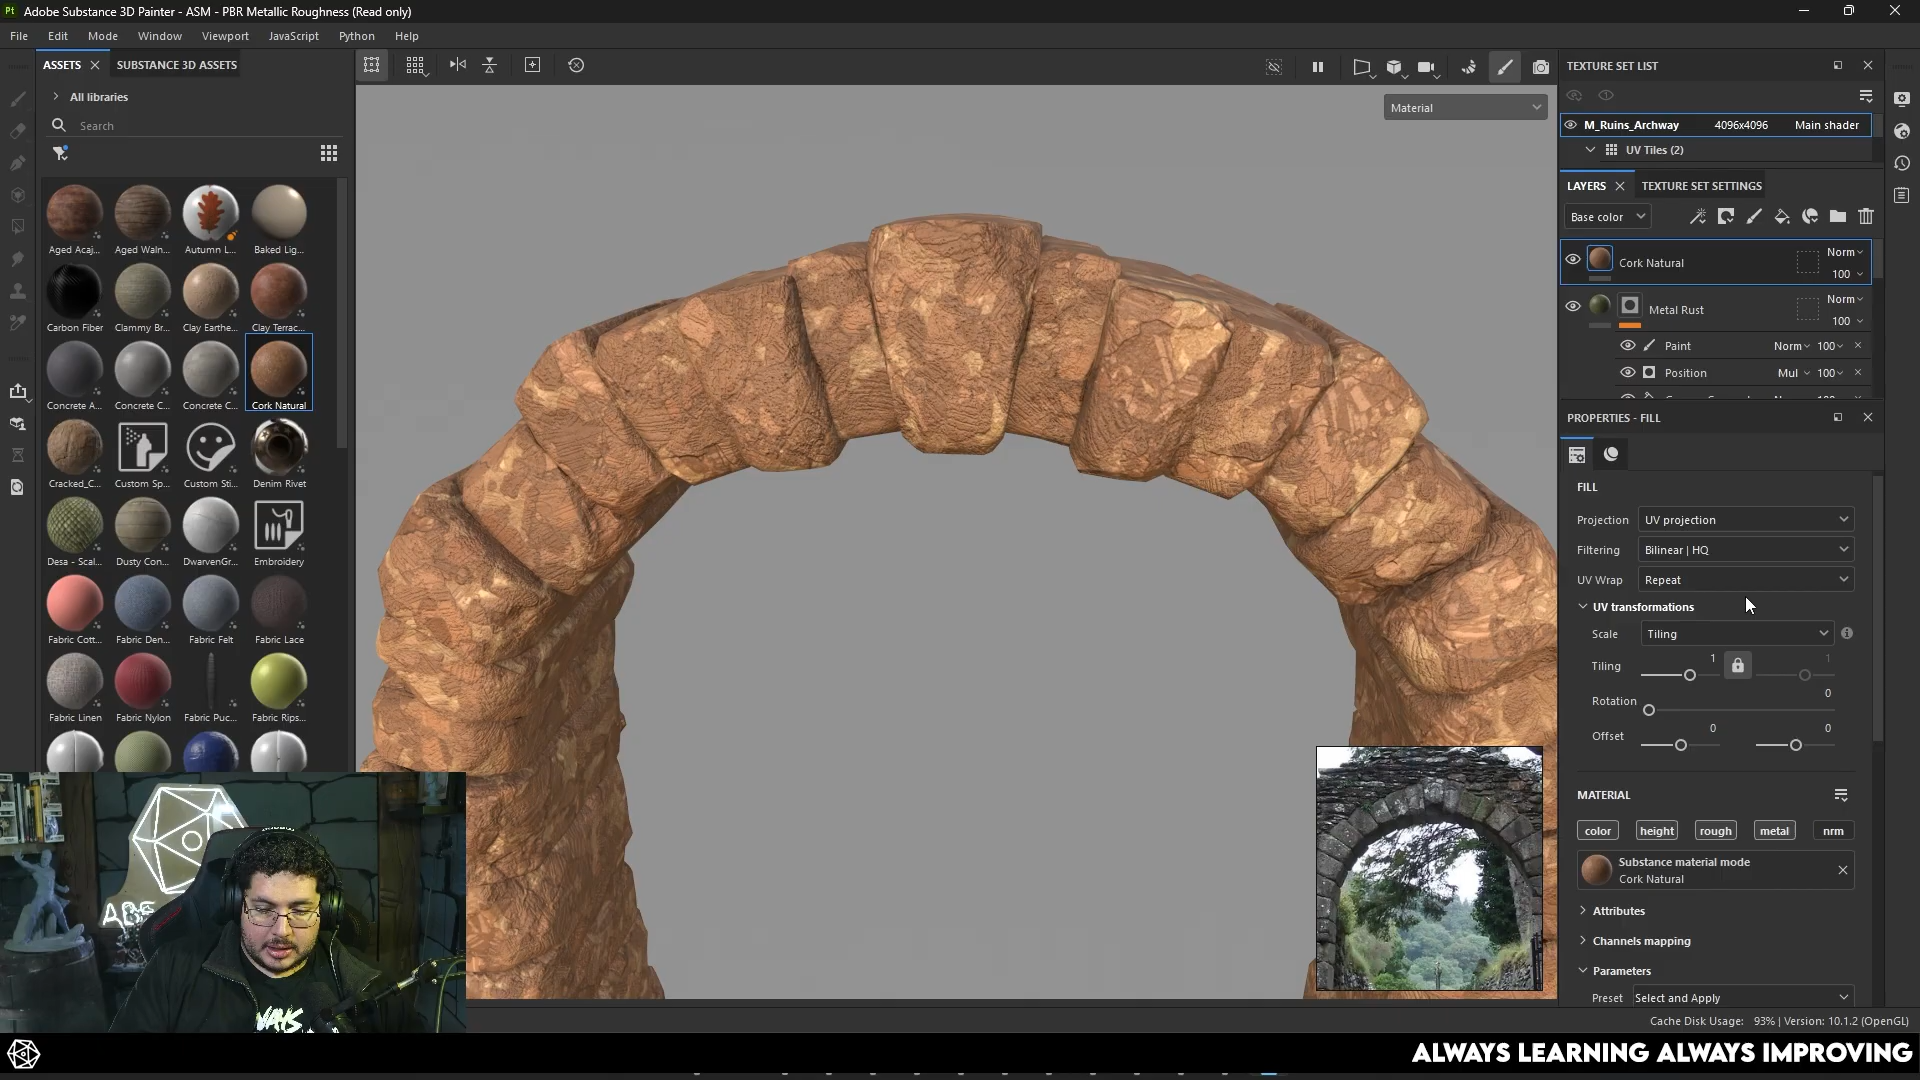 Pt Adobe Substance 3D Painter - ASM - PBR Metallic Roughness (Read only)
File Edit Mode Window Viewport JavaScript Python Help
ASSETS SUBSTANCE 3D ASSETS
All libraries
Search
Aged Acaj... Aged Waln... Autumn L... Baked Lig...
Carbon Fiber Clammy Br... Clay Earthe... Clay Terrac...
Concrete A... Concrete C... Concrete C... Cork Natural
Cracked_C... Custom Sp... Custom Sti... Denim Rivet
Desa - Scal... Dusty Con... DwarvenGr... Embroidery
Fabric Cott... Fabric Den... Fabric Felt Fabric Lace
Fabric Linen Fabric Nylon Fabric Puc... Fabric Rips...
Material
TEXTURE SET LIST
M_Ruins_Archway 4096x4096 Main shader
UV Tiles (2)
LAYERS TEXTURE SET SETTINGS
Base color
Cork Natural Norm
100
Metal Rust Norm
100
Paint Norm 100
Position Mul 100
PROPERTIES - FILL
FILL
Projection UV projection
Filtering Bilinear | HQ
UV Wrap Repeat
UV transformations
Scale Tiling
Tiling 1 1
Rotation 0
Offset 0 0
MATERIAL
color height rough metal nrm
Substance material mode
Cork Natural
Attributes
Channels mapping
Parameters
Preset Select and Apply
Cache Disk Usage: 93% | Version: 10.1.2 (OpenGL)
ALWAYS LEARNING ALWAYS IMPROVING